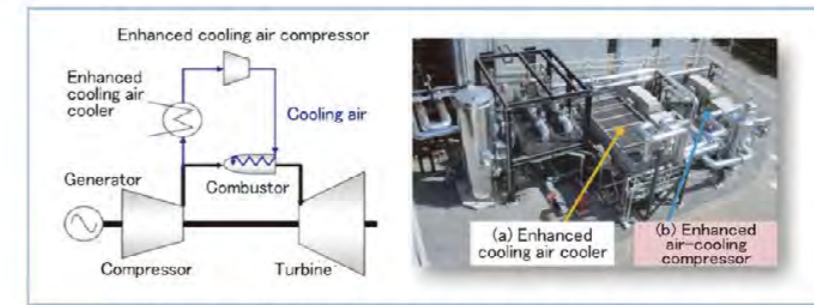 Enhanced cooling air compressor
Enhanced
cooling air
cooler
Cooling air
Generator
Combustor
Compressor
Turbine
(a) Enhanced
cooling air cooler
(b) Enhanced
air-cooling
compressor